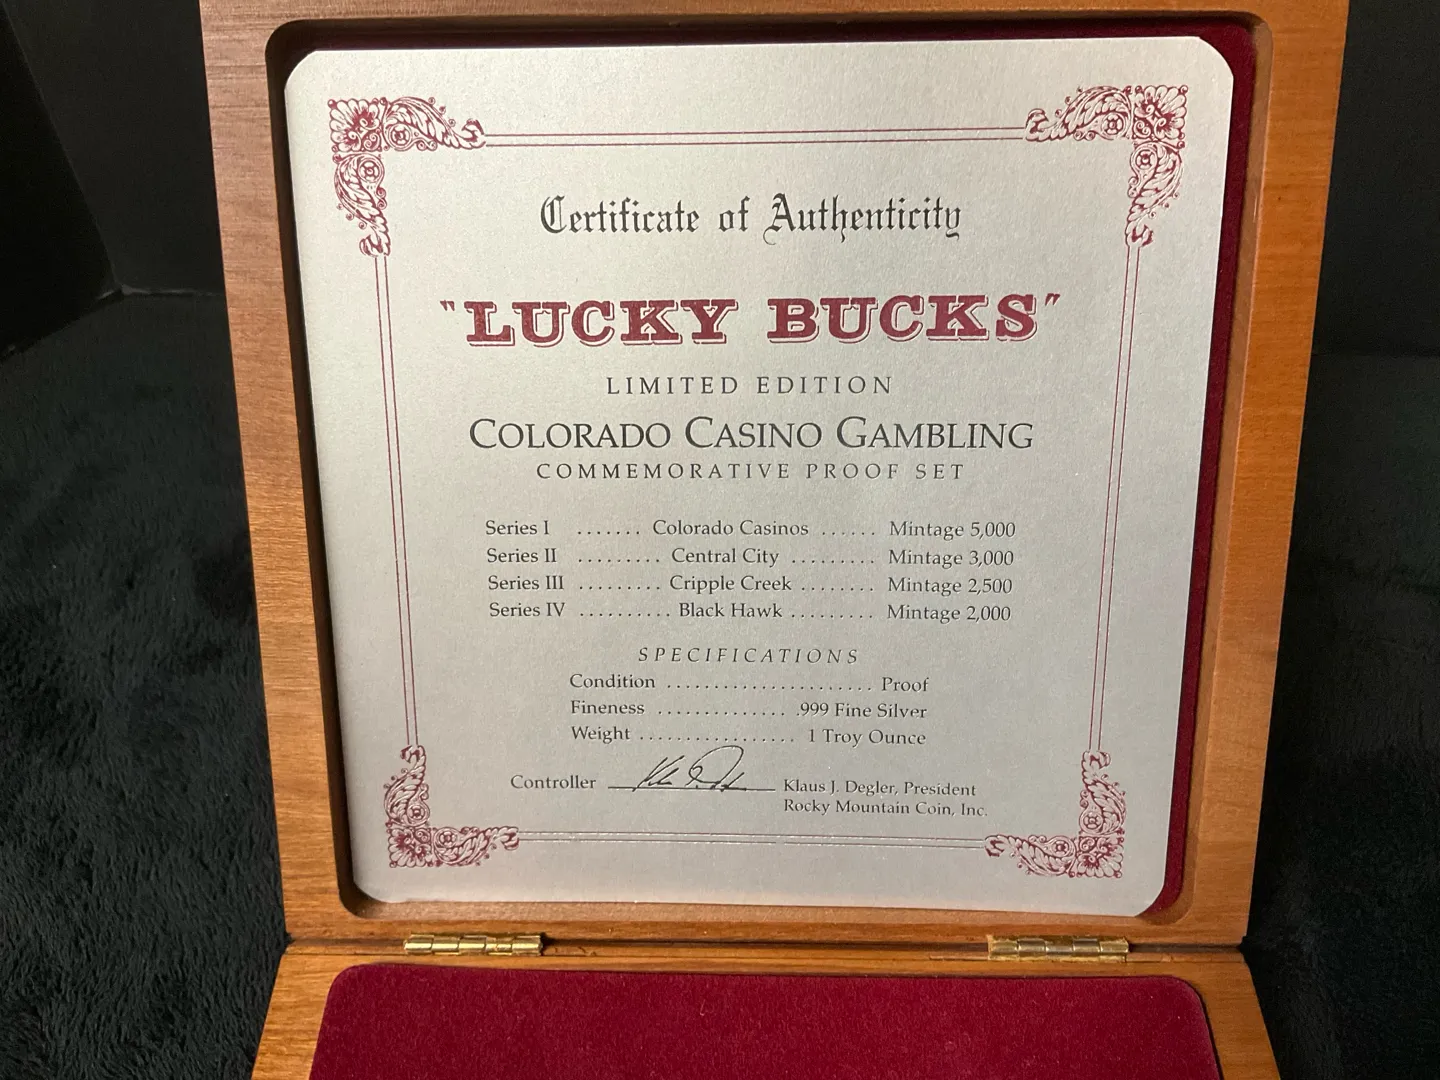 Certificate of Authenticity
"LUCKY BUCKS"
LIMITED EDITION
COLORADO CASINO GAMBLING
COMMEMORATIVE PROOF SET
Series I ....... Colorado Casinos ...... Mintage 5,000
Series II ......... Central City ......... Mintage 3,000
Series III ......... Cripple Creek ........ Mintage 2,500
Series IV .......... Black Hawk ......... Mintage 2,000
SPECIFICATIONS
Condition ...................... Proof
Fineness .............. .999 Fine Silver
Weight ................. 1 Troy Ounce
Controller Klaus J. Degler, President
Rocky Mountain Coin, Inc.